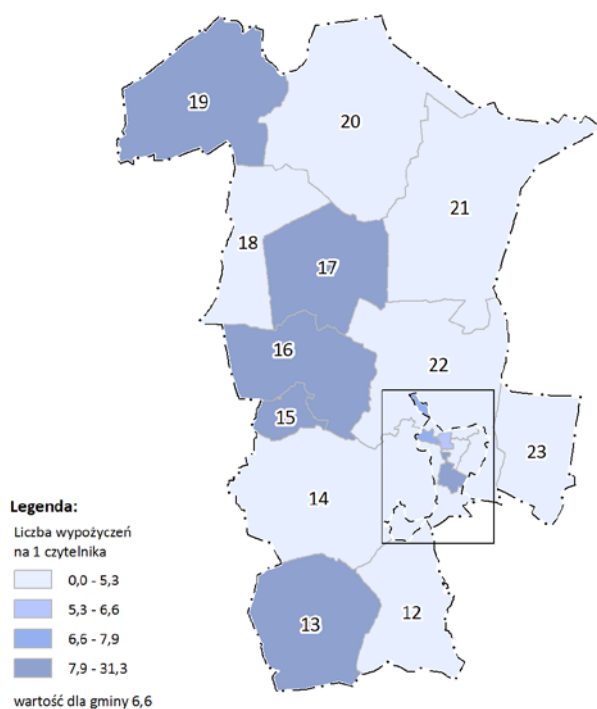 19
20
21
18
17
16
22
15
23
14
13
12
Legenda:
Liczba wypożyczeń
na 1 czytelnika
0,0 - 5,3
5,3 - 6,6
6,6 - 7,9
7,9 - 31,3
wartość dla gminy 6,6